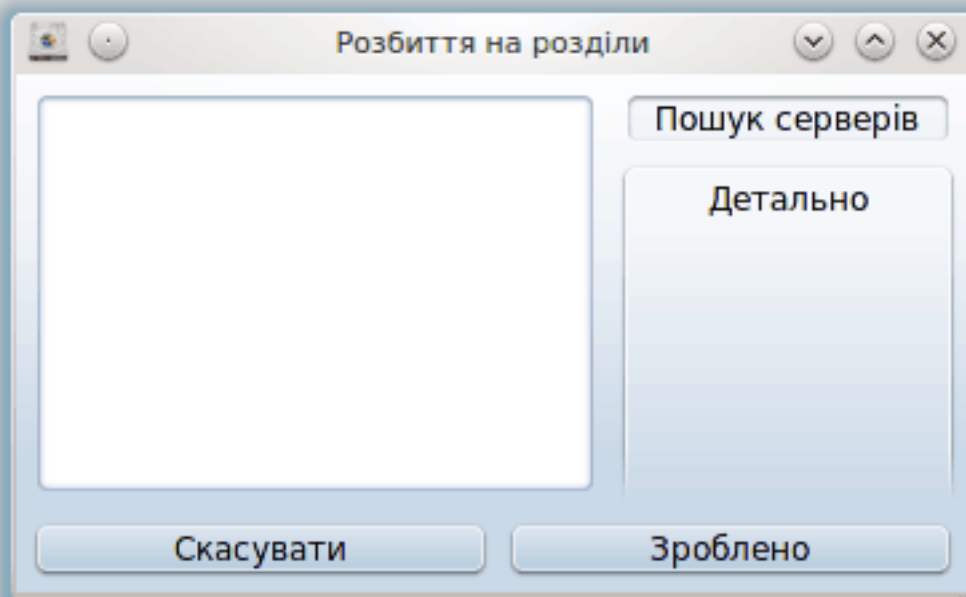 Розбиття на розділи
Пошук серверів
Детально
Скасувати
Зроблено